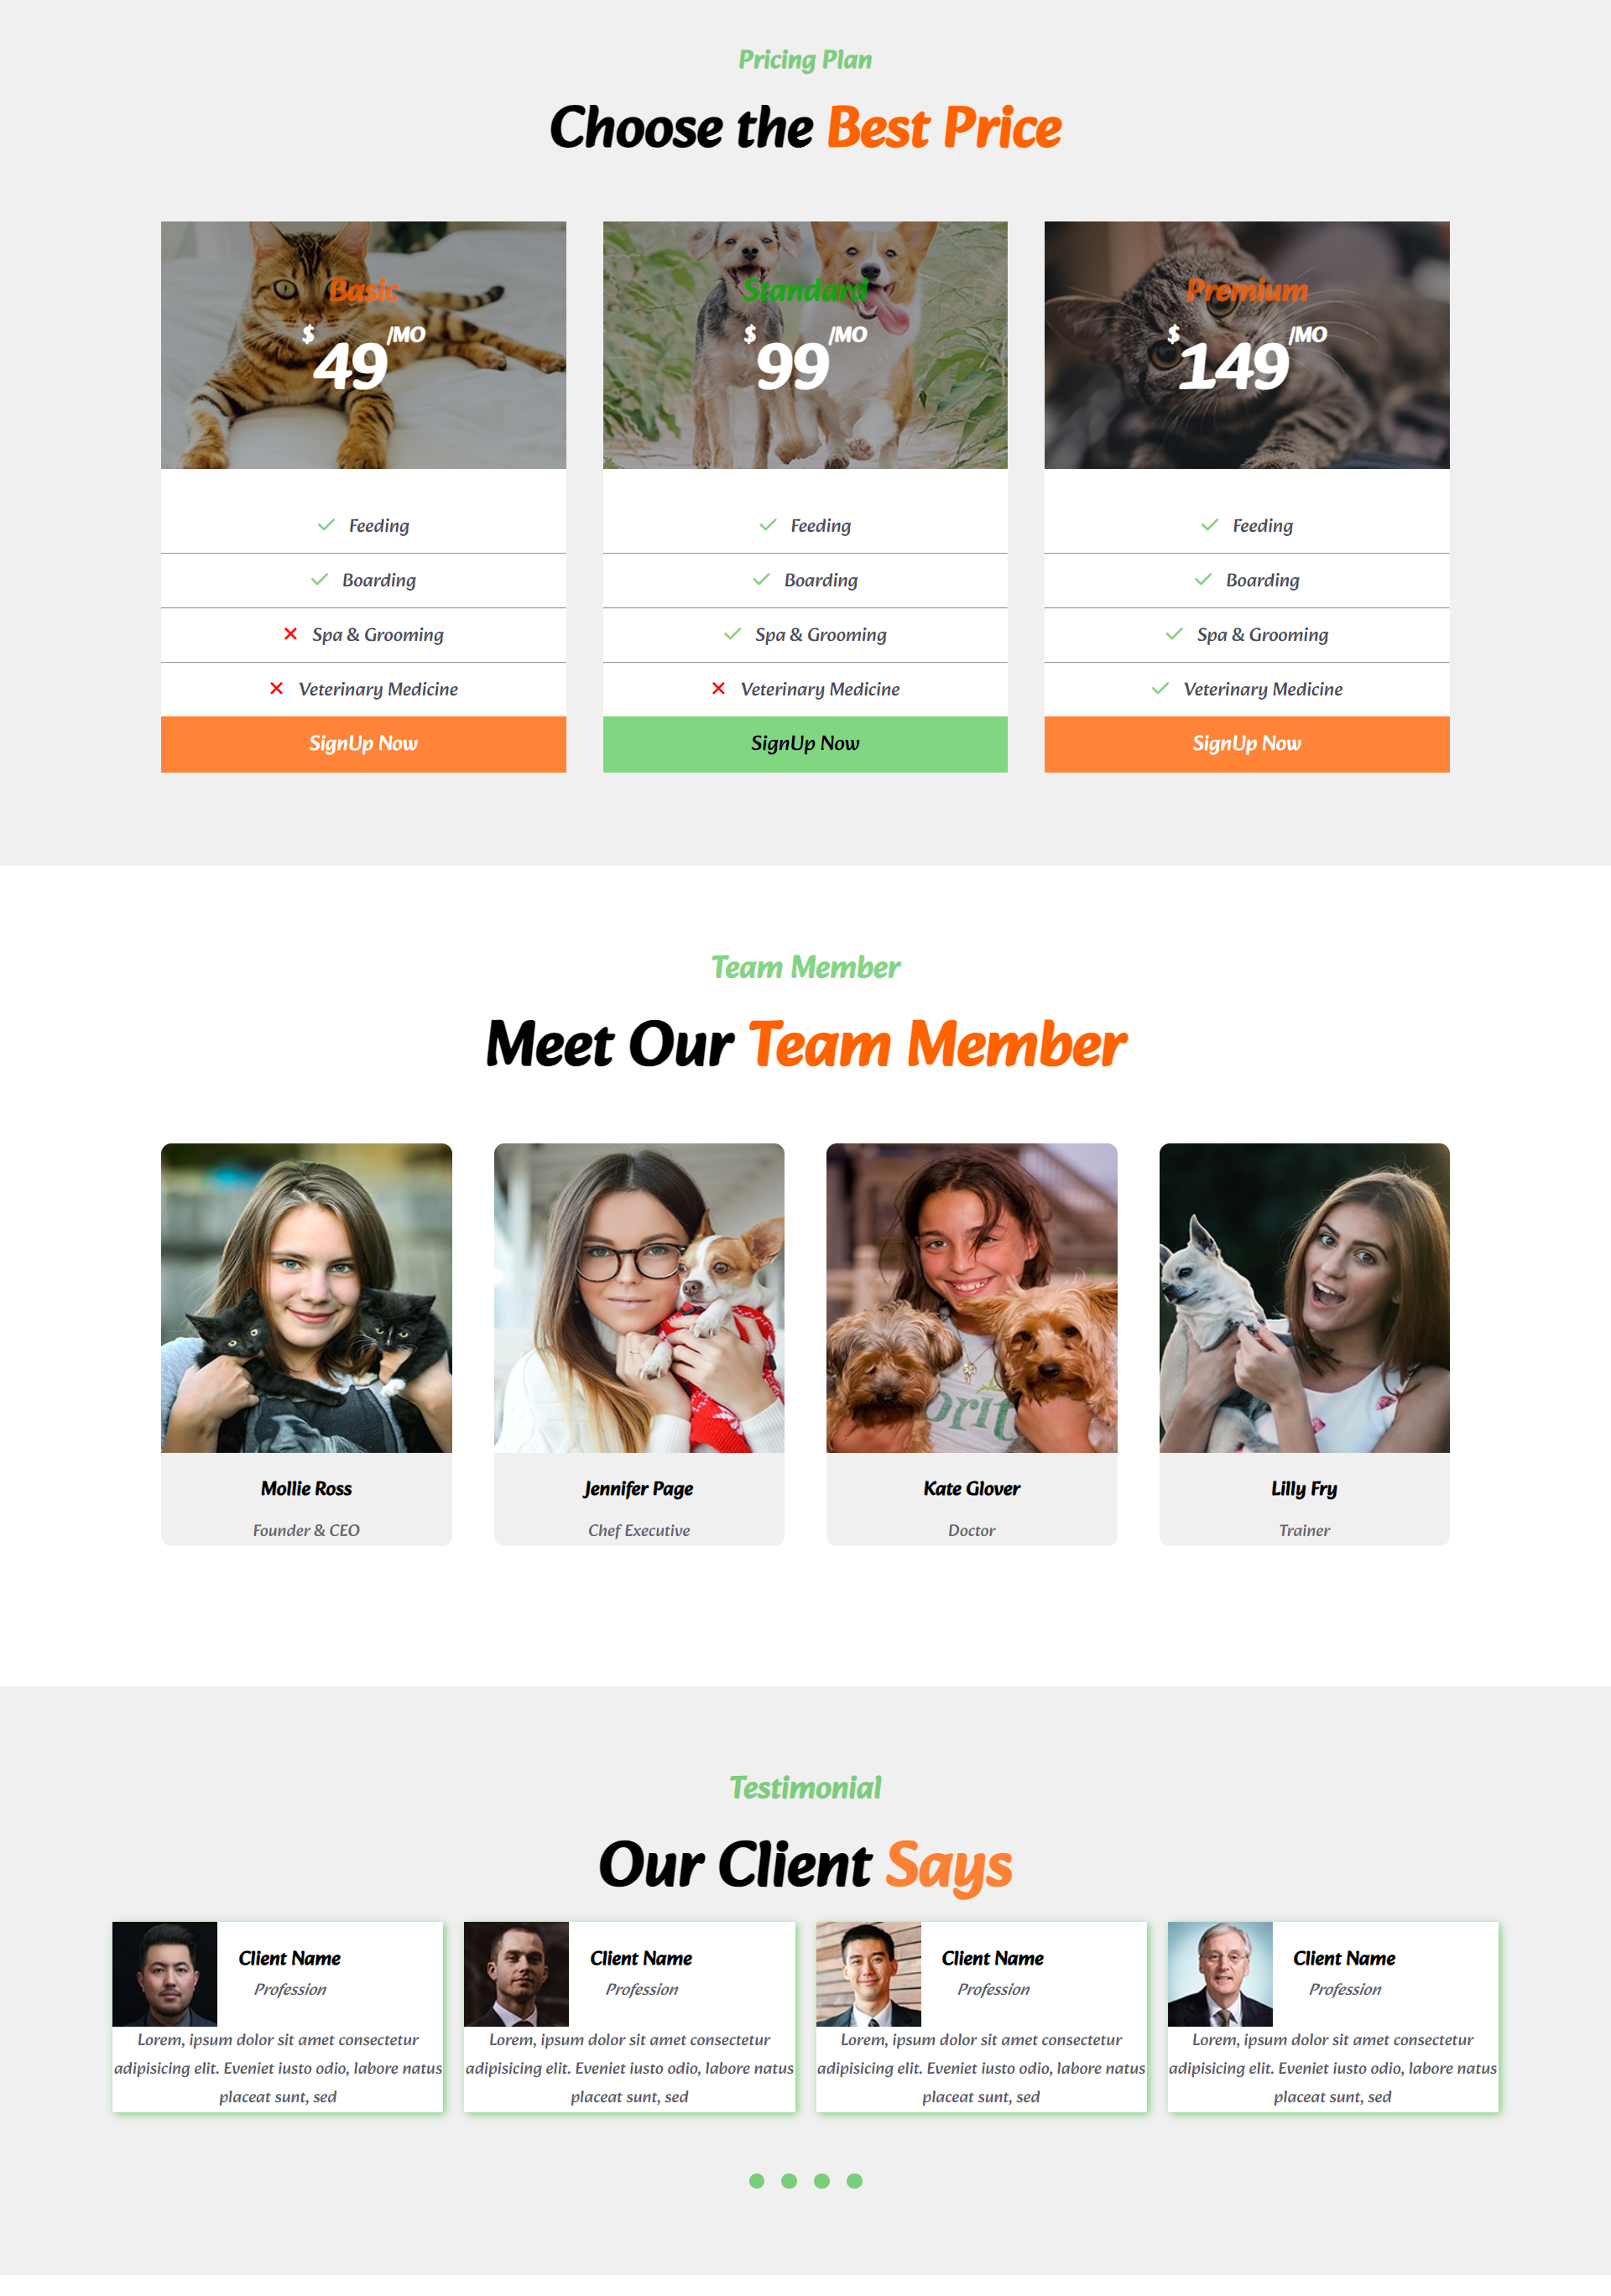 Pricing Plan
Choose the Best Price
Basic
$49/MO
Feeding
Boarding
Spa & Grooming
Veterinary Medicine
SignUp Now
Standard
$99/MO
Feeding
Boarding
Spa & Grooming
Veterinary Medicine
SignUp Now
Premium
$149/MO
Feeding
Boarding
Spa & Grooming
Veterinary Medicine
SignUp Now
Team Member
Meet Our Team Member
Mollie Ross
Founder & CEO
Jennifer Page
Chef Executive
orit
Kate Glover
Doctor
Lilly Fry
Trainer
Testimonial
Our Client Says
Client Name
Profession
Lorem, ipsum dolor sit amet consectetur
adipisicing elit. Eveniet iusto odio, labore natus
placeat sunt, sed
Client Name
Profession
Lorem, ipsum dolor sit amet consectetur
adipisicing elit. Eveniet iusto odio, labore natus
placeat sunt, sed
Client Name
Profession
Lorem, ipsum dolor sit amet consectetur
adipisicing elit. Eveniet iusto odio, labore natus
placeat sunt, sed
Client Name
Profession
Lorem, ipsum dolor sit amet consectetur
adipisicing elit. Eveniet iusto odio, labore natus
placeat sunt, sed